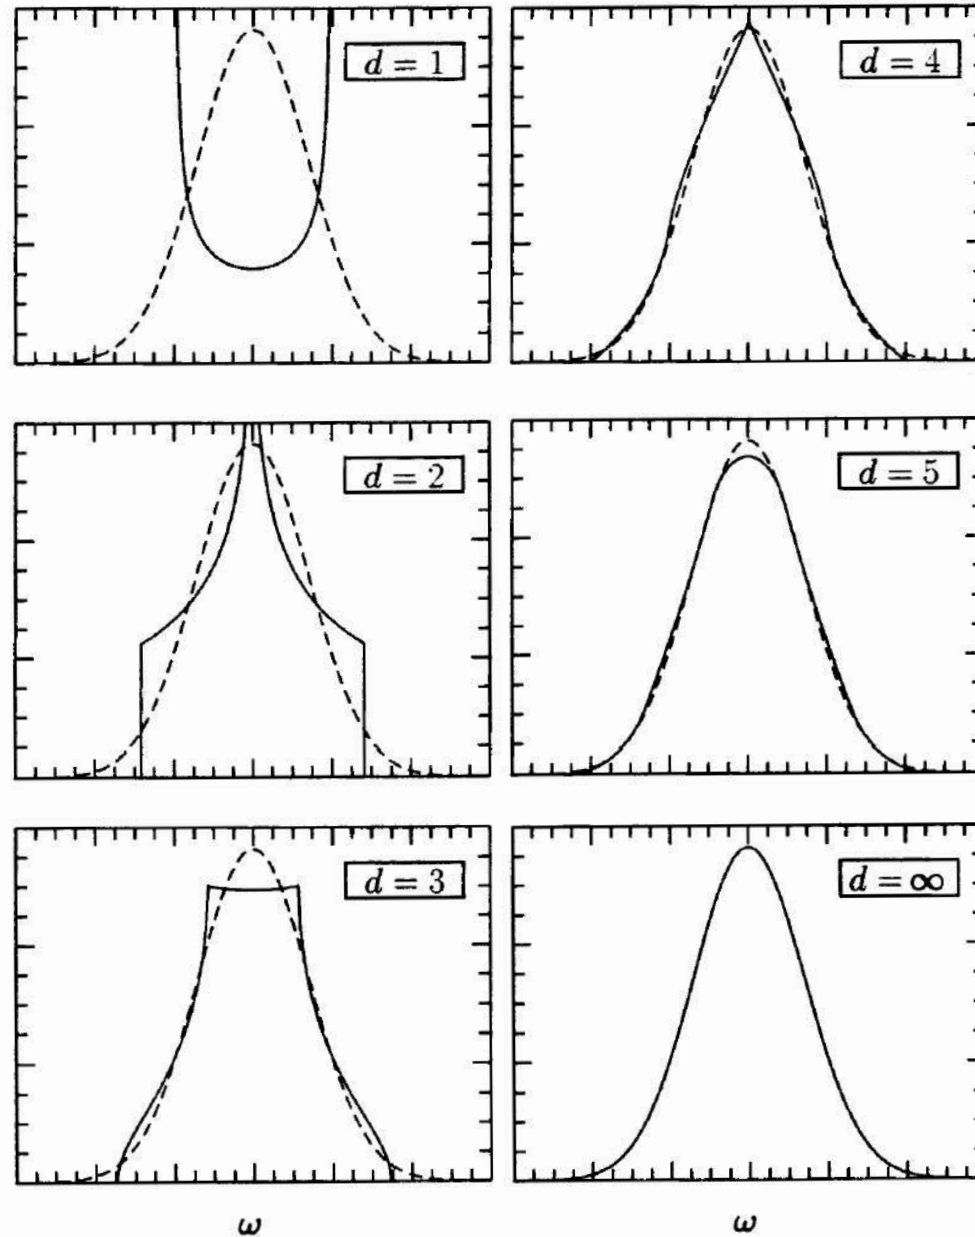 d = 1
d = 4
d = 2
d = 5
d = 3
d = ∞
ω
ω